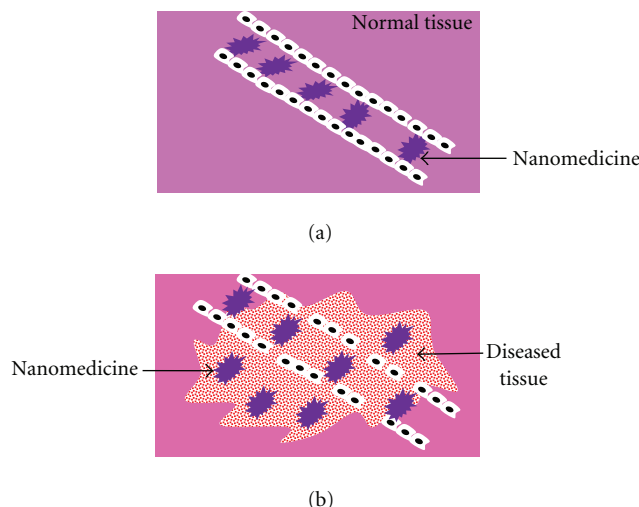 Normal tissue
Nanomedicine
(a)
Nanomedicine
Diseased
tissue
(b)